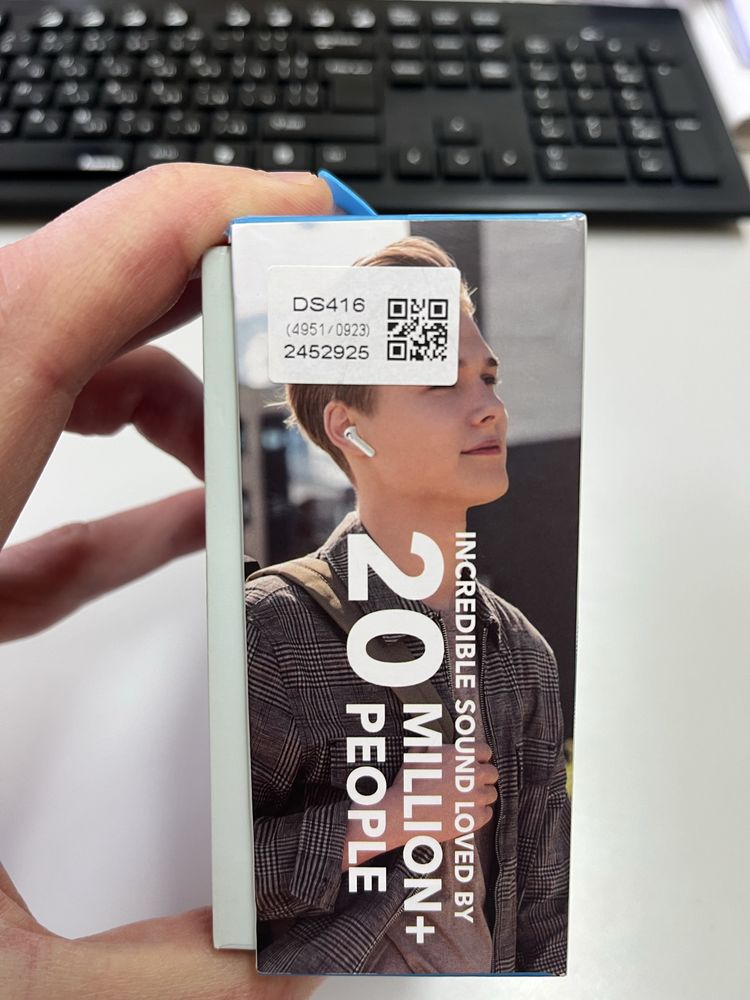 DS416
(4951/0923)
2452925
INCREDIBLE SOUND LOVED BY
20 MILLION+
PEOPLE